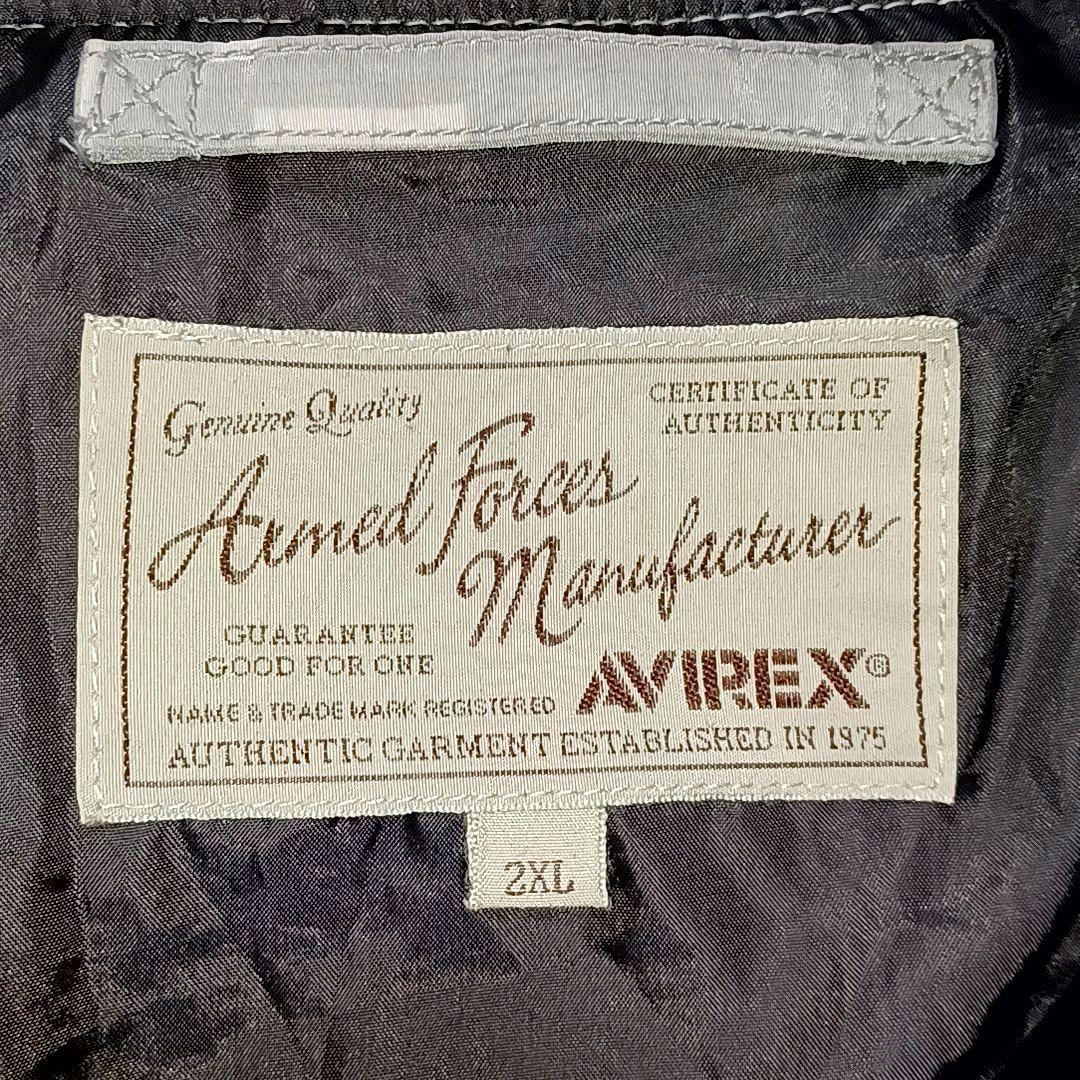 Genuine Quality
CERTIFICATE OF
AUTHENTICITY
Armed Forces
Manufacturer
GUARANTEE
GOOD FOR ONE
AVIREX®
NAME & TRADE MARK REGISTERED
AUTHENTIC GARMENT ESTABLISHED IN 1975
2XL